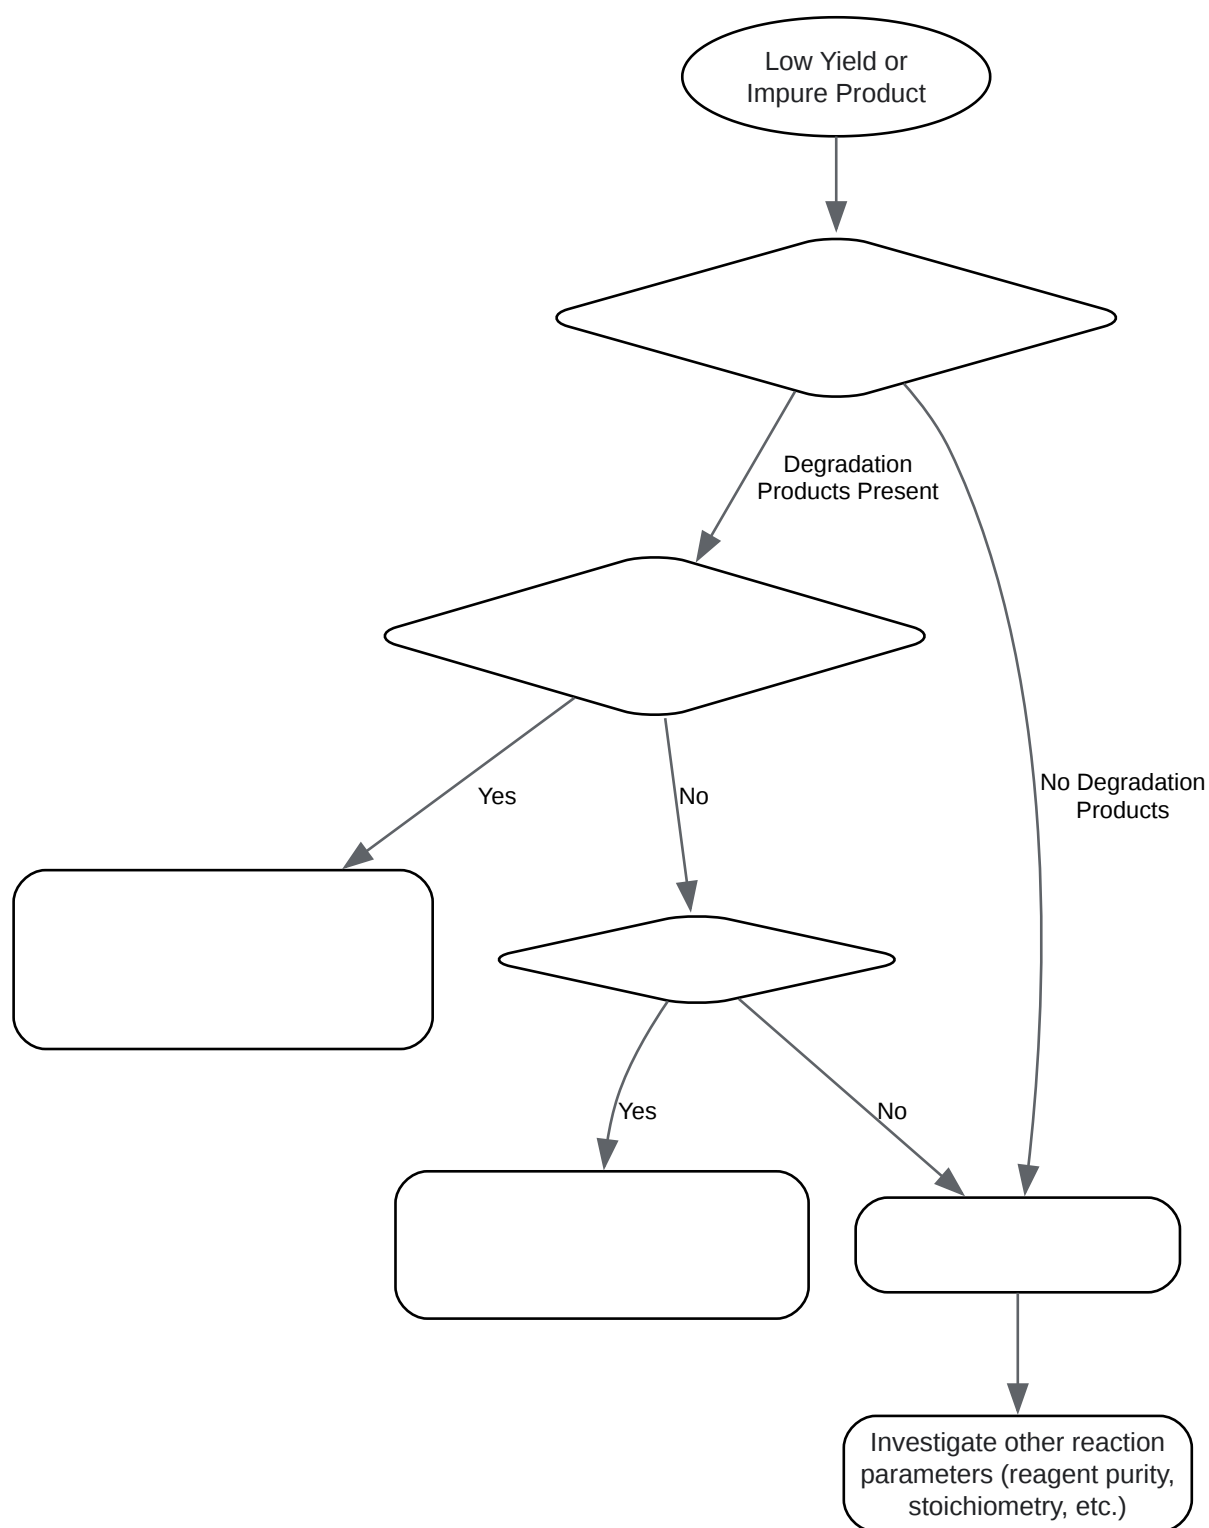 Low Yield or
Impure Product
Degradation
Products Present
No Degradation
Products
Yes
No
Yes
No
Investigate other reaction
parameters (reagent purity,
stoichiometry, etc.)